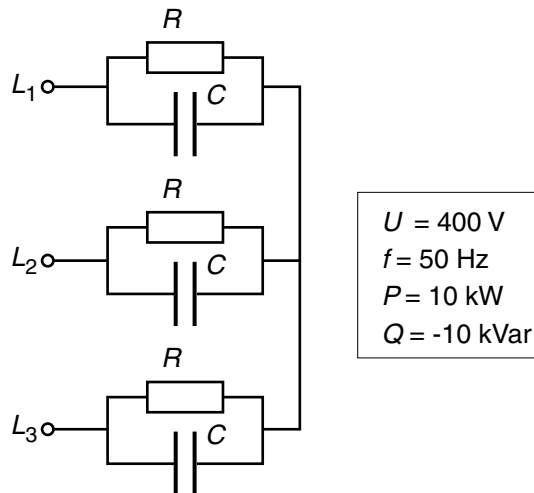 R
C
L₁
R
C
L₂
R
C
L₃
U = 400 V
f = 50 Hz
P = 10 kW
Q = -10 kVar